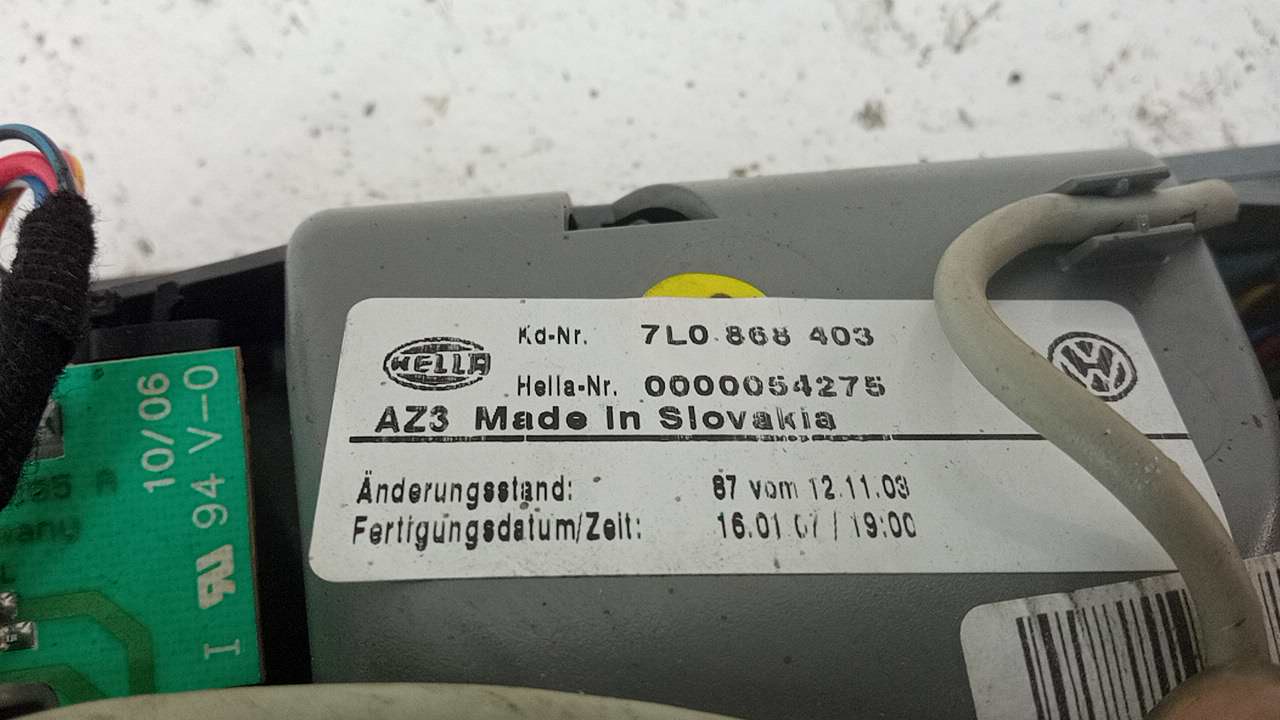 HELLA
Kd-Nr. 7L0 868 403
Hella-Nr. 0000054275
AZ3 Made In Slovakia
Änderungsstand: 87 vom 12.11.03
Fertigungsdatum/Zeit: 16.01 07 / 19:00
10/06
94 V-0